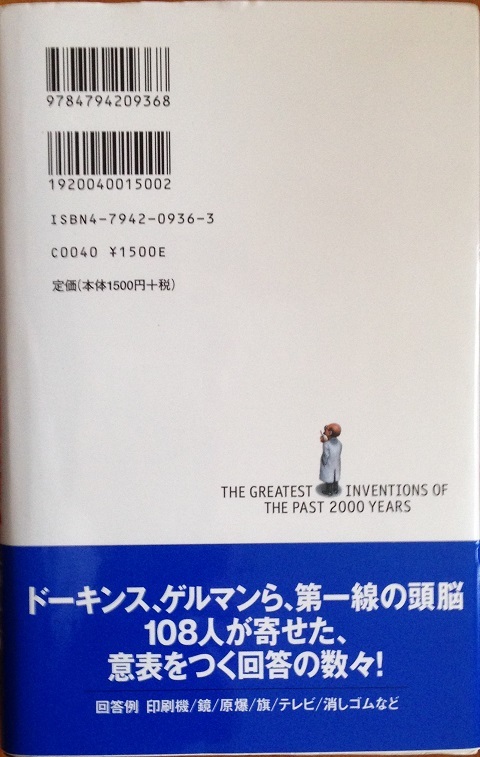 9784794209368
1920040015002
ISBN4-7942-0936-3
C0040 ¥1500E
定価(本体1500円+税)
THE GREATEST INVENTIONS OF
THE PAST 2000 YEARS
ドーキンス、ゲルマンら、第一線の頭脳
108人が寄せた、
意表をつく回答の数々!
回答例 印刷機/鏡/原爆/旗/テレビ/消しゴムなど